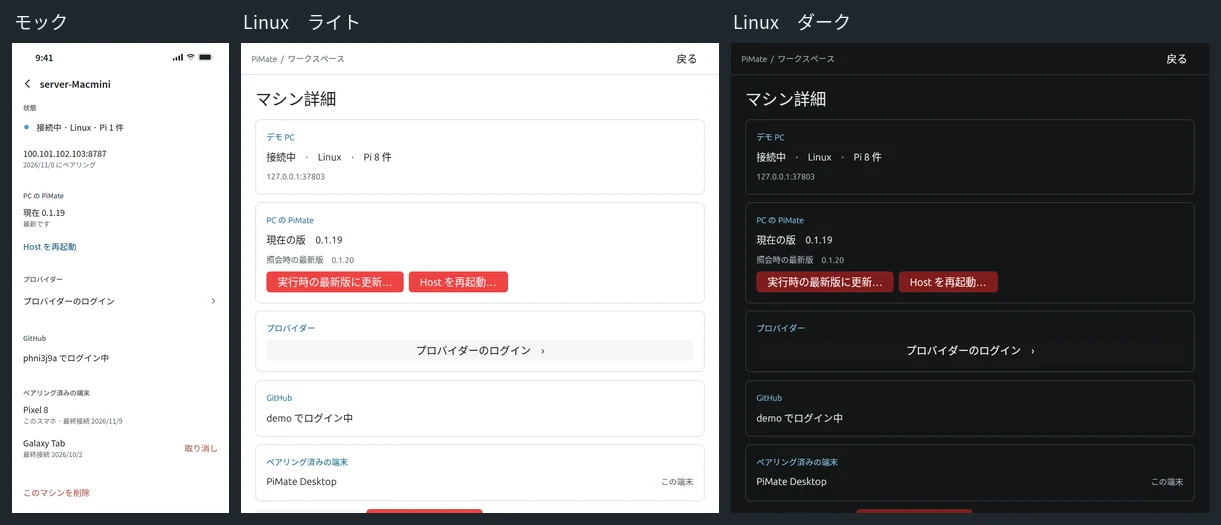 モック
9:41
server-Macmini
状態
接続中・Linux・Pi 1 件
100.101.102.103:8787
2026/11/8 にペアリング
PC の PiMate
現在 0.1.19
最新です
Host を再起動
プロバイダー
プロバイダーのログイン ›
GitHub
phni3j9a でログイン中
ペアリング済みの端末
Pixel 8
このスマホ・最終接続 2026/11/9
Galaxy Tab
最終接続 2026/10/2
取り消し
このマシンを削除
Linux ライト
PiMate / ワークスペース 戻る
マシン詳細
デモ PC
接続中 · Linux · Pi 8 件
127.0.0.1:37803
PC の PiMate
現在の版 0.1.19
照会時の最新版 0.1.20
実行時の最新版に更新… Host を再起動…
プロバイダー
プロバイダーのログイン ›
GitHub
demo でログイン中
ペアリング済みの端末
PiMate Desktop この端末
Linux ダーク
PiMate / ワークスペース 戻る
マシン詳細
デモ PC
接続中 · Linux · Pi 8 件
127.0.0.1:37803
PC の PiMate
現在の版 0.1.19
照会時の最新版 0.1.20
実行時の最新版に更新… Host を再起動…
プロバイダー
プロバイダーのログイン ›
GitHub
demo でログイン中
ペアリング済みの端末
PiMate Desktop この端末